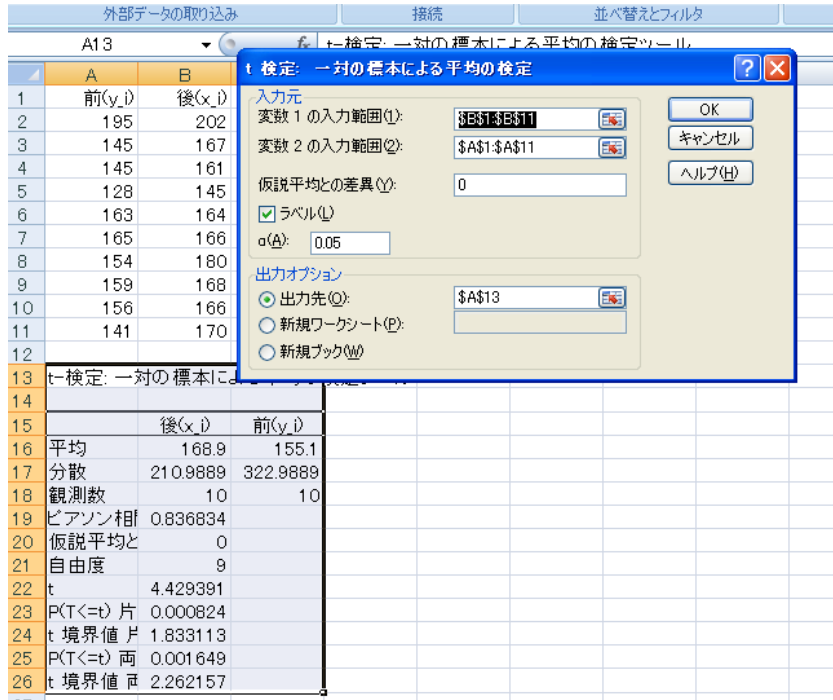 外部データの取り込み 接続 並べ替えとフィルタ
A13 fx t-検定: 一対の標本による平均の検定ツール
A B
1 前(y_i) 後(x_i)
2 195 202
3 145 167
4 145 161
5 128 145
6 163 164
7 165 166
8 154 180
9 159 168
10 156 166
11 141 170
12
t 検定: 一対の標本による平均の検定
入力元
変数 1 の入力範囲(1): $B$1:$B$11
変数 2 の入力範囲(2): $A$1:$A$11
仮説平均との差異(Y): 0
ラベル(L)
α(A): 0.05
出力オプション
出力先(O): $A$13
新規ワークシート(P):
新規ブック(W)
OK
キャンセル
ヘルプ(H)
13 t-検定: 一対の標本に
14
15 後(x_i) 前(y_i)
16 平均 168.9 155.1
17 分散 210.9889 322.9889
18 観測数 10 10
19 ピアソン相 0.836834
20 仮説平均と 0
21 自由度 9
22 t 4.429391
23 P(T<=t) 片 0.000824
24 t 境界値 片 1.833113
25 P(T<=t) 両 0.001649
26 t 境界値 両 2.262157